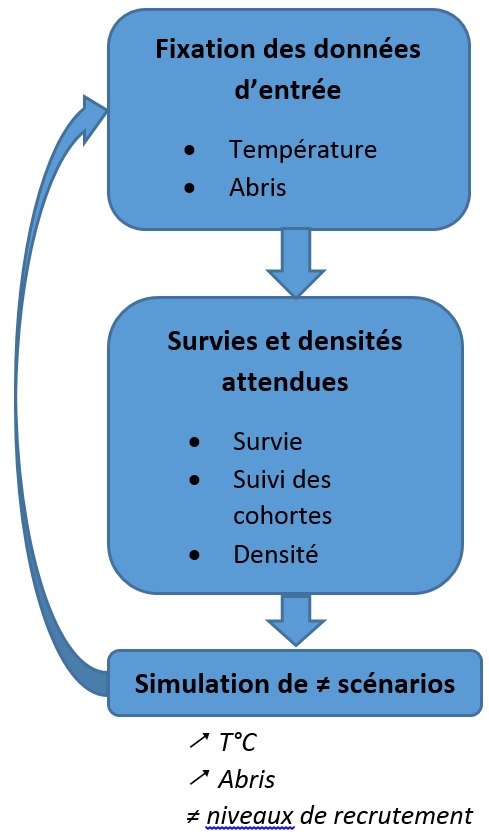 Fixation des données
d’entrée
• Température
• Abris
Survies et densités
attendues
• Survie
• Suivi des
cohortes
• Densité
Simulation de ≠ scénarios
↗ T°C
↗ Abris
≠ niveaux de recrutement